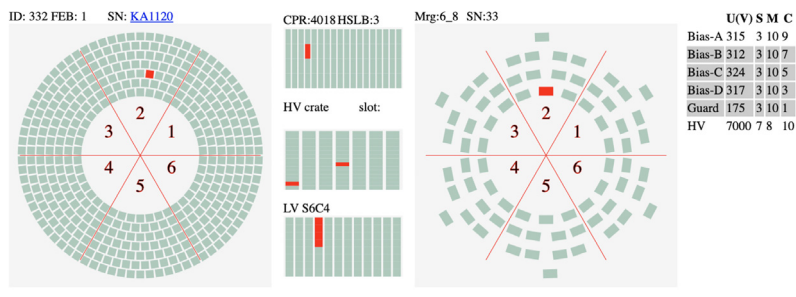 ID: 332 FEB: 1 SN: KA1120
2
3 1
4 6
5
CPR:4018 HSLB:3
HV crate slot:
LV S6C4
Mrg:6_8 SN:33
2
3 1
4 6
5
U(V) S M C
Bias-A 315 3 10 9
Bias-B 312 3 10 7
Bias-C 324 3 10 5
Bias-D 317 3 10 3
Guard 175 3 10 1
HV 7000 7 8 10